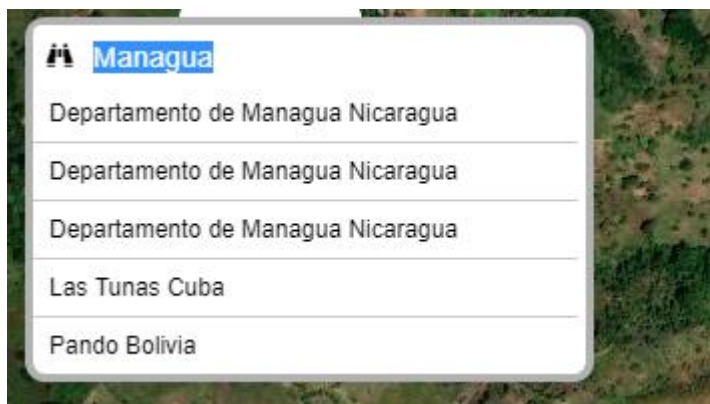 Managua
Departamento de Managua Nicaragua
Departamento de Managua Nicaragua
Departamento de Managua Nicaragua
Las Tunas Cuba
Pando Bolivia